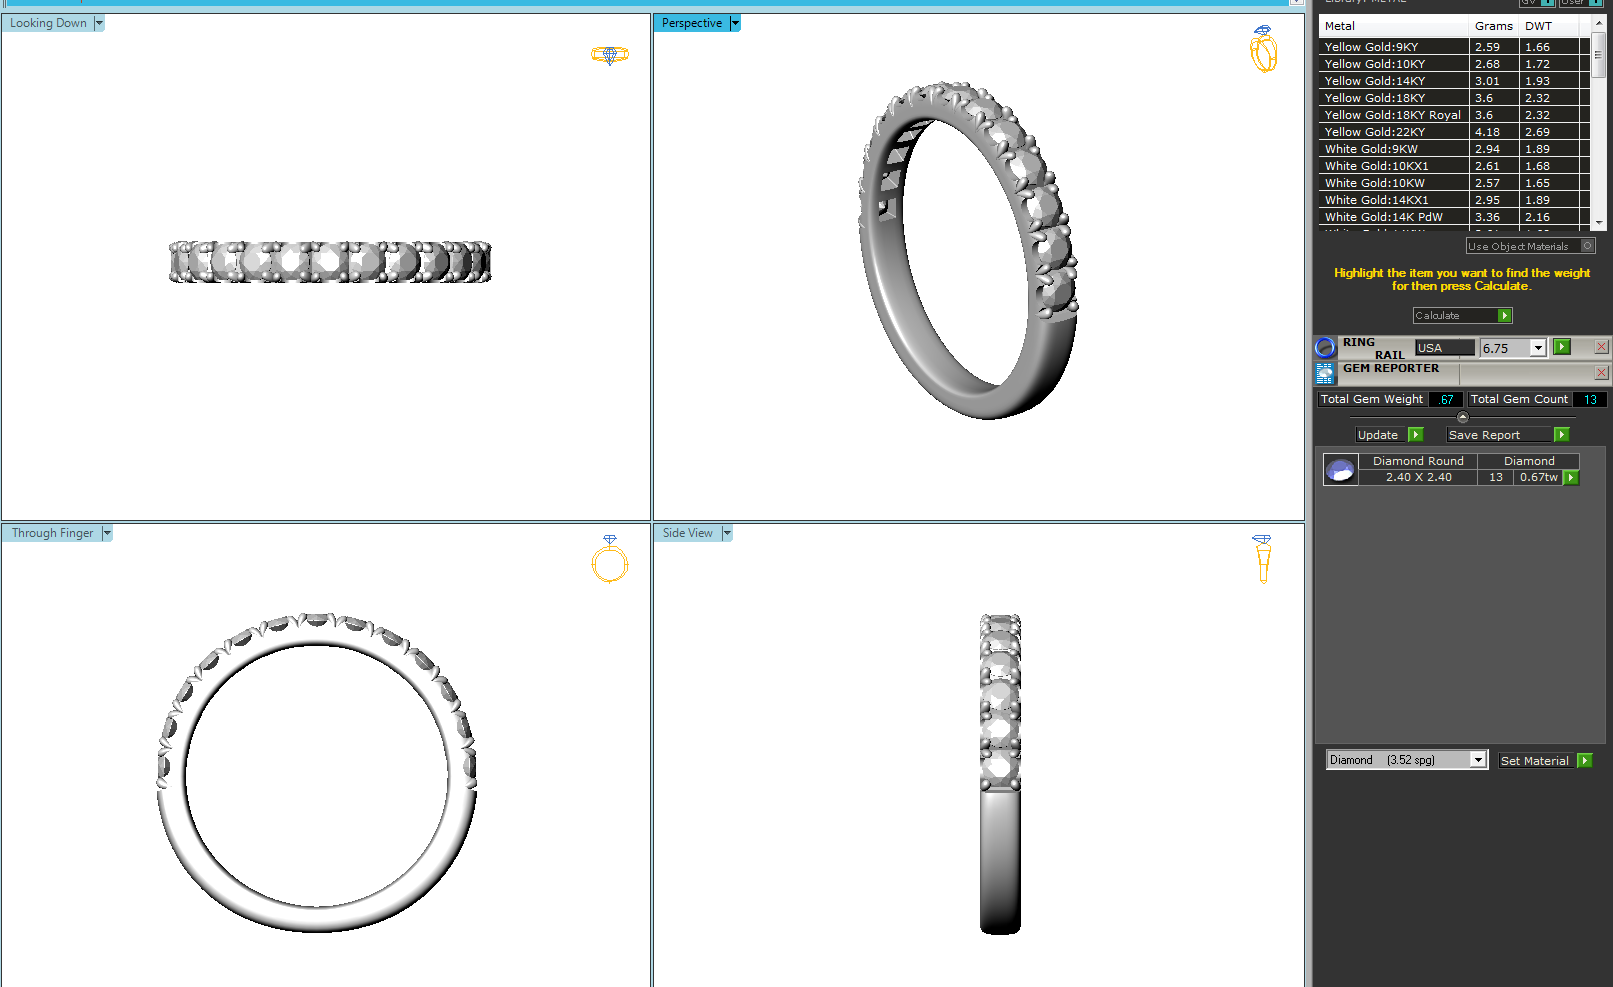 Looking Down
Perspective
Metal Grams DWT
Yellow Gold:9KY 2.59 1.66
Yellow Gold:10KY 2.68 1.72
Yellow Gold:14KY 3.01 1.93
Yellow Gold:18KY 3.6 2.32
Yellow Gold:18KY Royal 3.6 2.32
Yellow Gold:22KY 4.18 2.69
White Gold:9KW 2.94 1.89
White Gold:10KX1 2.61 1.68
White Gold:10KW 2.57 1.65
White Gold:14KX1 2.95 1.89
White Gold:14K PdW 3.36 2.16
Use Object Materials
Highlight the item you want to find the weight
for then press Calculate.
Calculate
RING
RAIL USA 6.75
GEM REPORTER
Total Gem Weight .67 Total Gem Count 13
Update Save Report
Diamond Round Diamond
2.40 X 2.40 13 0.67tw
Through Finger
Side View
Diamond (3.52 spg) Set Material